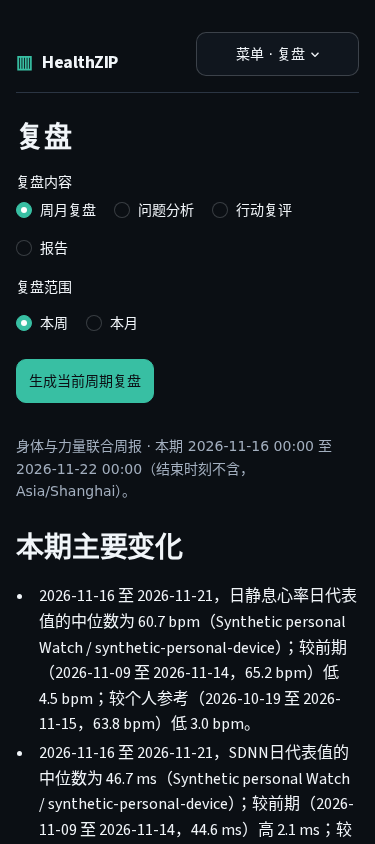 HealthZIP
菜单 · 复盘
复盘
复盘内容
周月复盘 问题分析 行动复评
报告
复盘范围
本周 本月
生成当前周期复盘
身体与力量联合周报 · 本期 2026-11-16 00:00 至
2026-11-22 00:00（结束时刻不含，
Asia/Shanghai）。
本期主要变化
2026-11-16 至 2026-11-21，日静息心率日代表
值的中位数为 60.7 bpm（Synthetic personal
Watch / synthetic-personal-device）；较前期
（2026-11-09 至 2026-11-14，65.2 bpm）低
4.5 bpm；较个人参考（2026-10-19 至 2026-
11-15，63.8 bpm）低 3.0 bpm。
2026-11-16 至 2026-11-21，SDNN日代表值的
中位数为 46.7 ms（Synthetic personal Watch
/ synthetic-personal-device）；较前期（2026-
11-09 至 2026-11-14，44.6 ms）高 2.1 ms；较